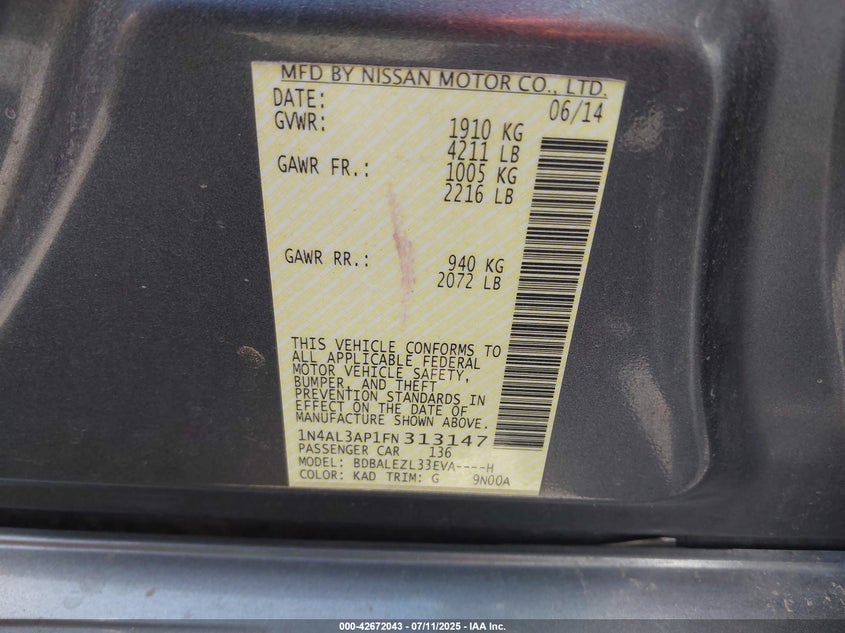 MFD BY NISSAN MOTOR CO., LTD.
DATE: 06/14
GVWR: 1910 KG
4211 LB
GAWR FR.: 1005 KG
2216 LB
GAWR RR.: 940 KG
2072 LB
THIS VEHICLE CONFORMS TO
ALL APPLICABLE FEDERAL
MOTOR VEHICLE SAFETY,
BUMPER, AND THEFT
PREVENTION STANDARDS IN
EFFECT ON THE DATE OF
MANUFACTURE SHOWN ABOVE.
1N4AL3AP1FN313147
PASSENGER CAR 136
MODEL: BDBALEZL33EVA----H
COLOR: KAD TRIM: G 9N00A
000-42672043 / 07/11/2025 - IAA Inc.